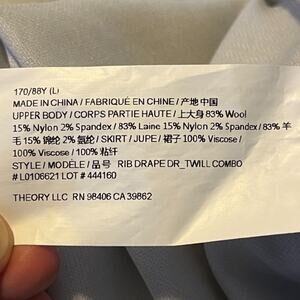 170/88Y (L)
MADE IN CHINA / FABRIQUÉ EN CHINE / 产地 中国
UPPER BODY / CORPS PARTIE HAUTE / 上大身 83% Wool
15% Nylon 2% Spandex / 83% Laine 15% Nylon 2% Spandex / 83% 羊
毛 15% 锦纶 2% 氨纶 / SKIRT / JUPE / 裙子 100% Viscose /
100% Viscose / 100% 粘纤
STYLE / MODÈLE / 品号 RIB DRAPE DR_TWILL COMBO
# L0106621 LOT # 444160
THEORY LLC RN 98406 CA 39862